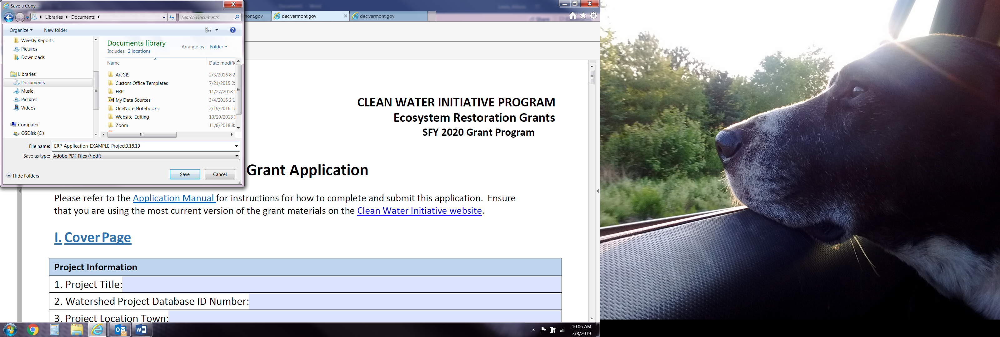 Save a Copy...
Libraries
Documents
Search Documents
Organize
New folder
Weekly Reports
Pictures
Downloads
Libraries
Documents
Music
Pictures
Videos
Computer
OSDisk (C:)
Documents library
Includes: 2 locations
Arrange by: Folder
Name
Date modifie
ArcGIS 2/3/2016 8:2
Custom Office Templates 7/21/2015 2:
ERP 11/27/2018 1
My Data Sources 3/4/2016 2:1
OneNote Notebooks 2/19/2016 1:
Website_Editing 10/29/2018 1
Zoom 11/8/2018 8:
File name: ERP_Application_EXAMPLE_Project3.18.19
Save as type: Adobe PDF Files (*.pdf)
Hide Folders
Save
Cancel
nont.gov
dec.vermont.gov
dec.vermont.gov
CLEAN WATER INITIATIVE PROGRAM
Ecosystem Restoration Grants
SFY 2020 Grant Program
Grant Application
Please refer to the Application Manual for instructions for how to complete and submit this application. Ensure
that you are using the most current version of the grant materials on the Clean Water Initiative website.
I. Cover Page
Project Information
1. Project Title:
2. Watershed Project Database ID Number:
3. Project Location Town:
10:06 AM
3/8/2019